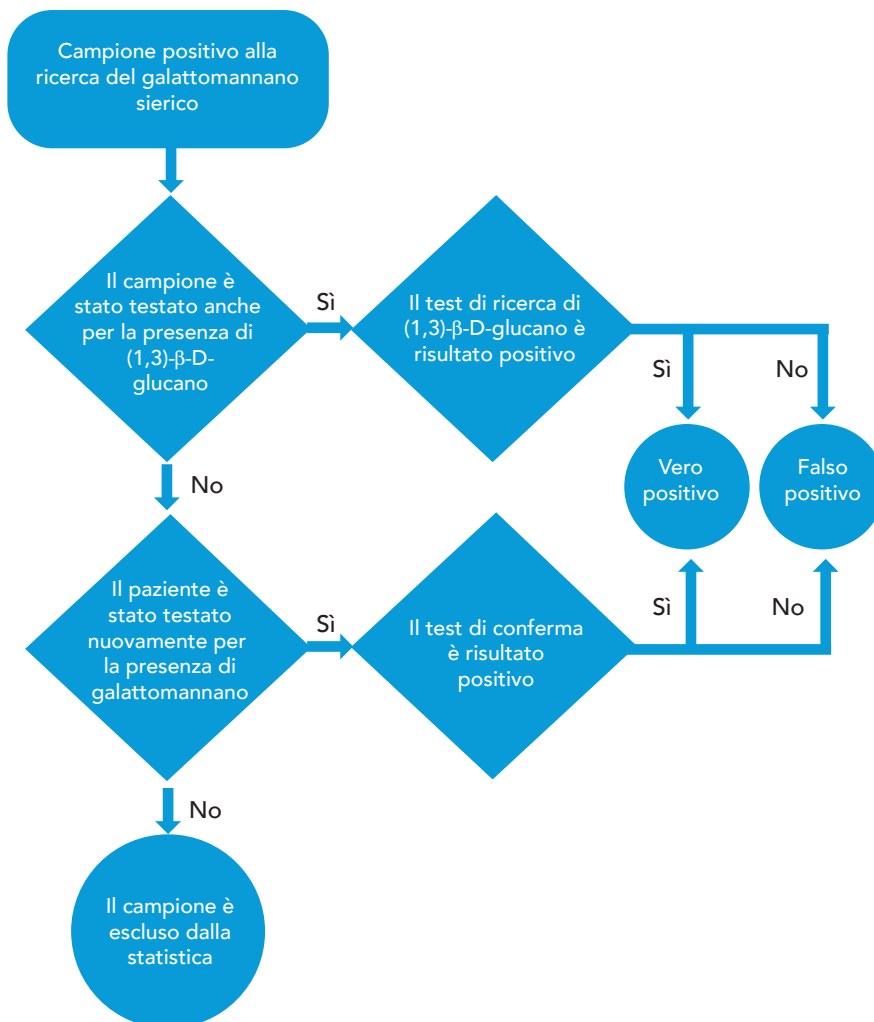 Campione positivo alla
ricerca del galattomannano
sierico
Il campione è
stato testato anche
per la presenza di
(1,3)-β-D-
glucano
Sì
Il test di ricerca di
(1,3)-β-D-glucano è
risultato positivo
Sì
No
Vero
positivo
Falso
positivo
No
Il paziente è
stato testato
nuovamente per
la presenza di
galattomannano
Sì
Il test di conferma
è risultato
positivo
Sì
No
No
Il campione è
escluso dalla
statistica